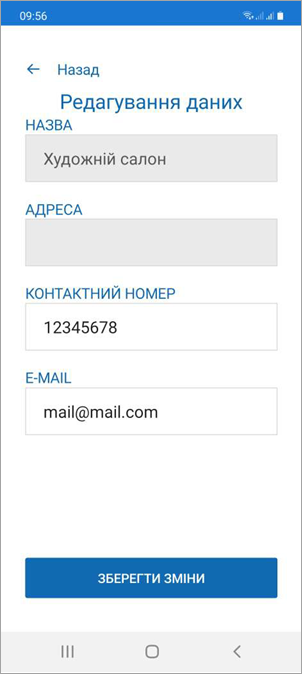 09:56
Назад
Редагування даних
НАЗВА
Художній салон
АДРЕСА
КОНТАКТНИЙ НОМЕР
12345678
E-MAIL
mail@mail.com
ЗБЕРЕГТИ ЗМІНИ